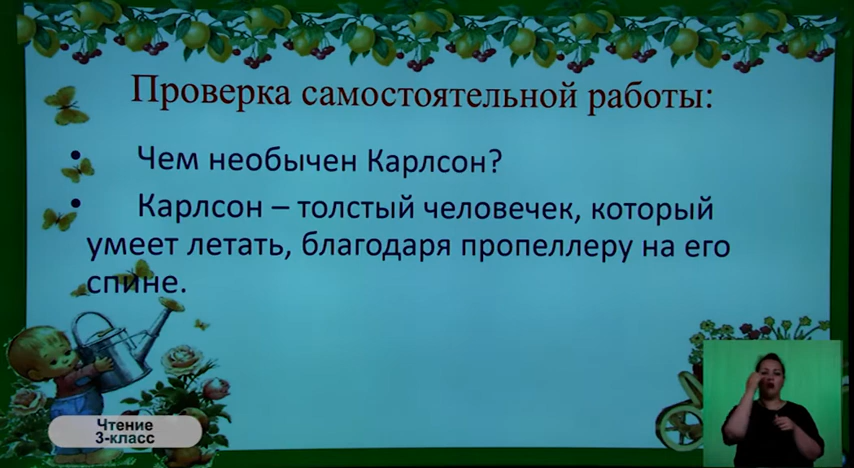 Проверка самостоятельной работы:
• Чем необычен Карлсон?
• Карлсон – толстый человечек, который
умеет летать, благодаря пропеллеру на его
спине.
Чтение
3-класс